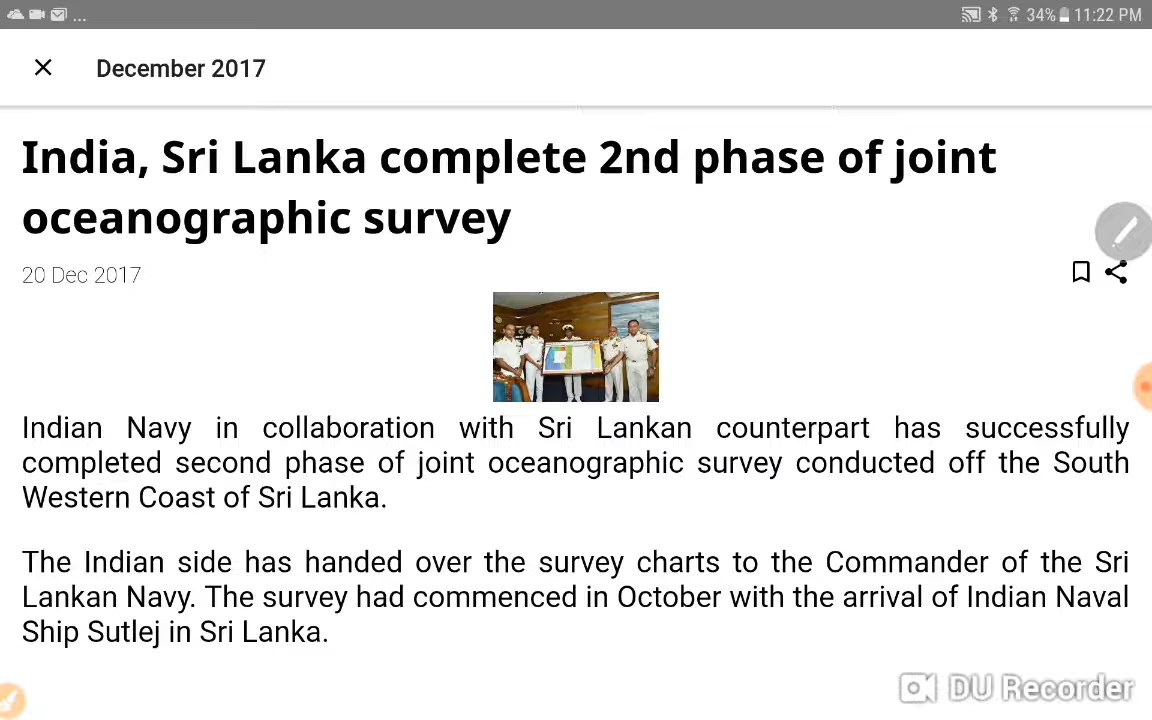 ... 34% 11:22 PM
December 2017
India, Sri Lanka complete 2nd phase of joint
oceanographic survey
20 Dec 2017
Indian Navy in collaboration with Sri Lankan counterpart has successfully
completed second phase of joint oceanographic survey conducted off the South
Western Coast of Sri Lanka.
The Indian side has handed over the survey charts to the Commander of the Sri
Lankan Navy. The survey had commenced in October with the arrival of Indian Naval
Ship Sutlej in Sri Lanka.
DU Recorder